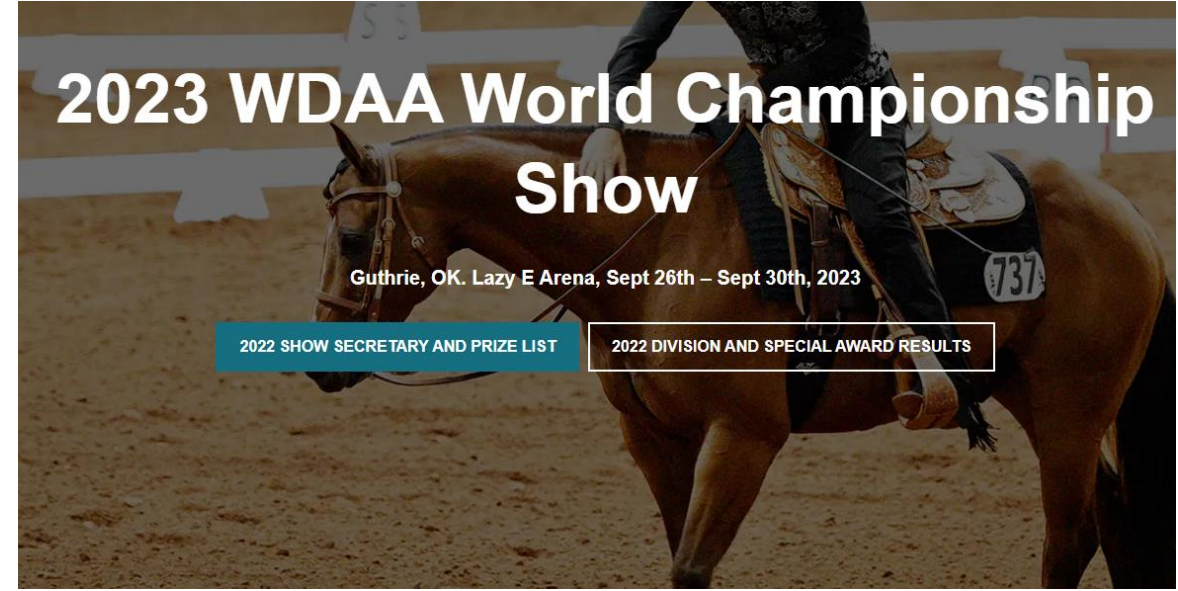 S S
2023 WDAA World Championship
Show
Guthrie, OK. Lazy E Arena, Sept 26th – Sept 30th, 2023
737
2022 SHOW SECRETARY AND PRIZE LIST
2022 DIVISION AND SPECIAL AWARD RESULTS